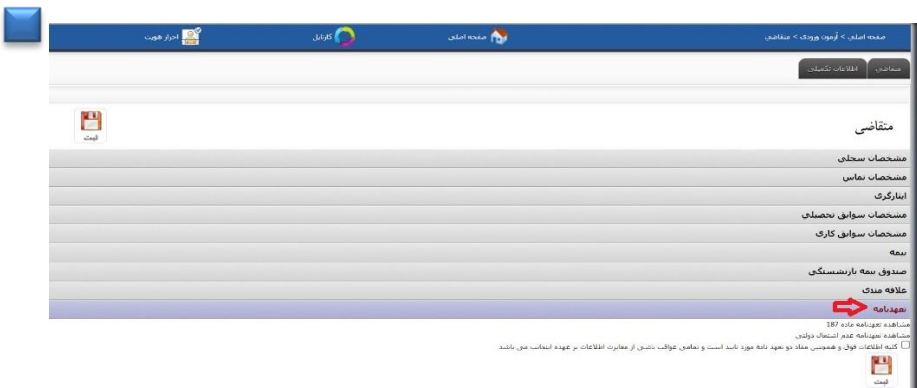 صفحه اصلی > آزمون ورودی > متقاضی
صفحه اصلی
کارتابل
احراز هویت
متقاضی
اطلاعات تکمیلی
متقاضی
ثبت
مشخصات سجلی
مشخصات تماس
ایثارگری
مشخصات سوابق تحصیلی
مشخصات سوابق کاری
بیمه
صندوق بیمه بازنشستگی
علاقه مندی
تعهدنامه
مشاهده تعهدنامه ماده 187
مشاهده تعهدنامه عدم اشتغال دولتی
کلیه اطلاعات فوق و همچنین مفاد دو تعهد نامه مورد تایید است و تمامی عواقب ناشی از مغایرت اطلاعات بر عهده اینجانب می باشد
ثبت